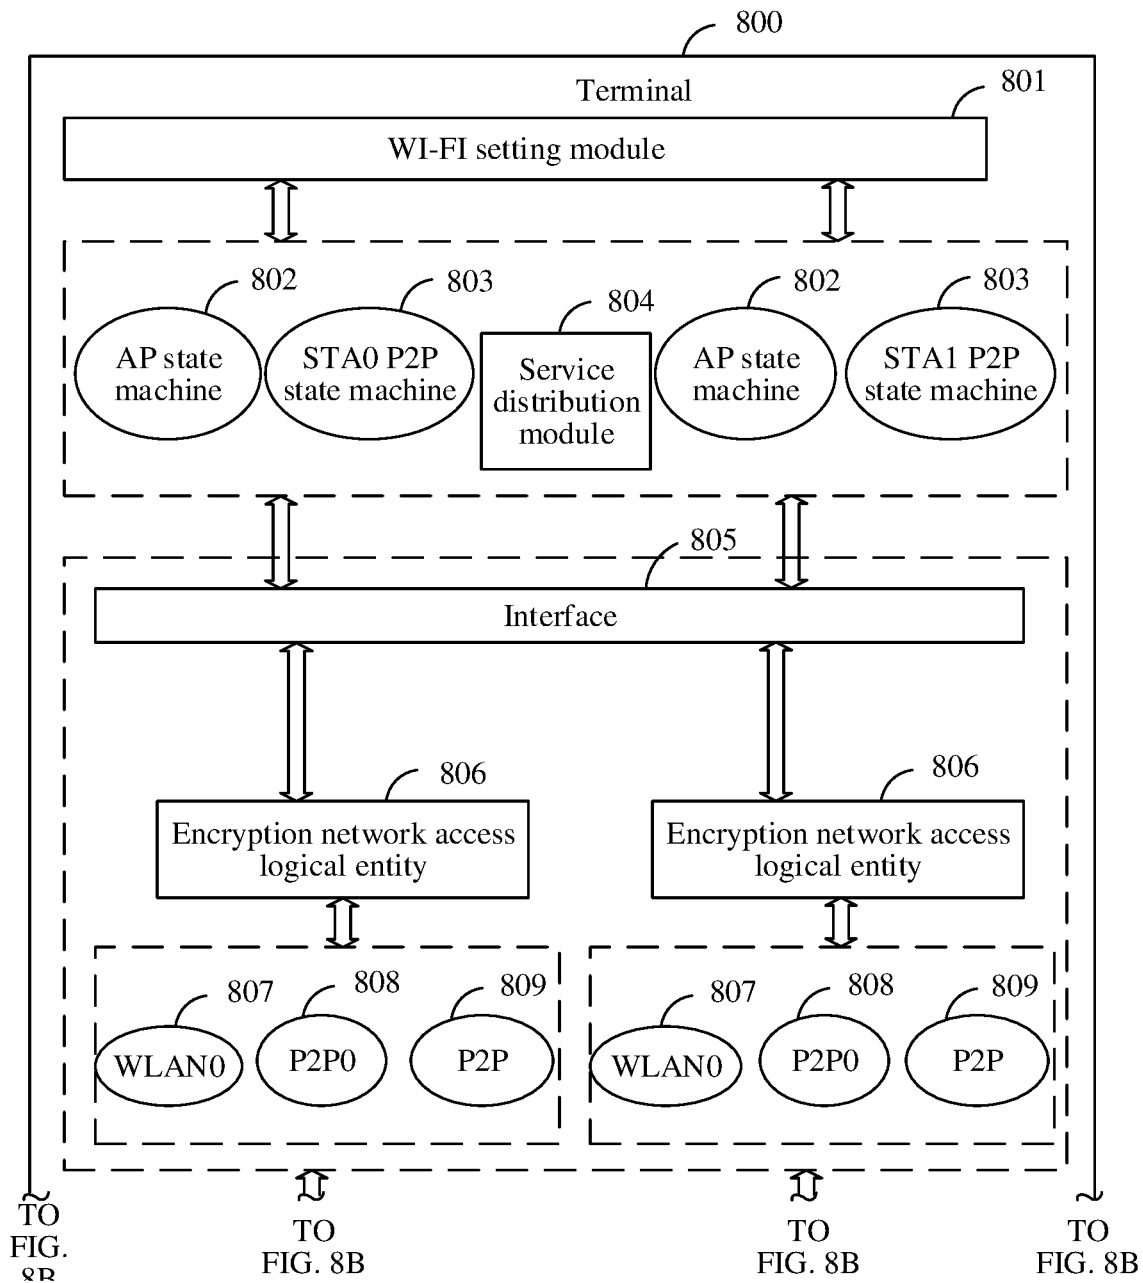 800
Terminal
801
WI-FI setting module
802
803
804
802
803
AP state
machine
STA0 P2P
state machine
Service
distribution
module
AP state
machine
STA1 P2P
state machine
805
Interface
806
806
Encryption network access
logical entity
Encryption network access
logical entity
807
808
809
807
808
809
WLAN0
P2P0
P2P
WLAN0
P2P0
P2P
TO
FIG.
8B
TO
FIG. 8B
TO
FIG. 8B
TO
FIG. 8B